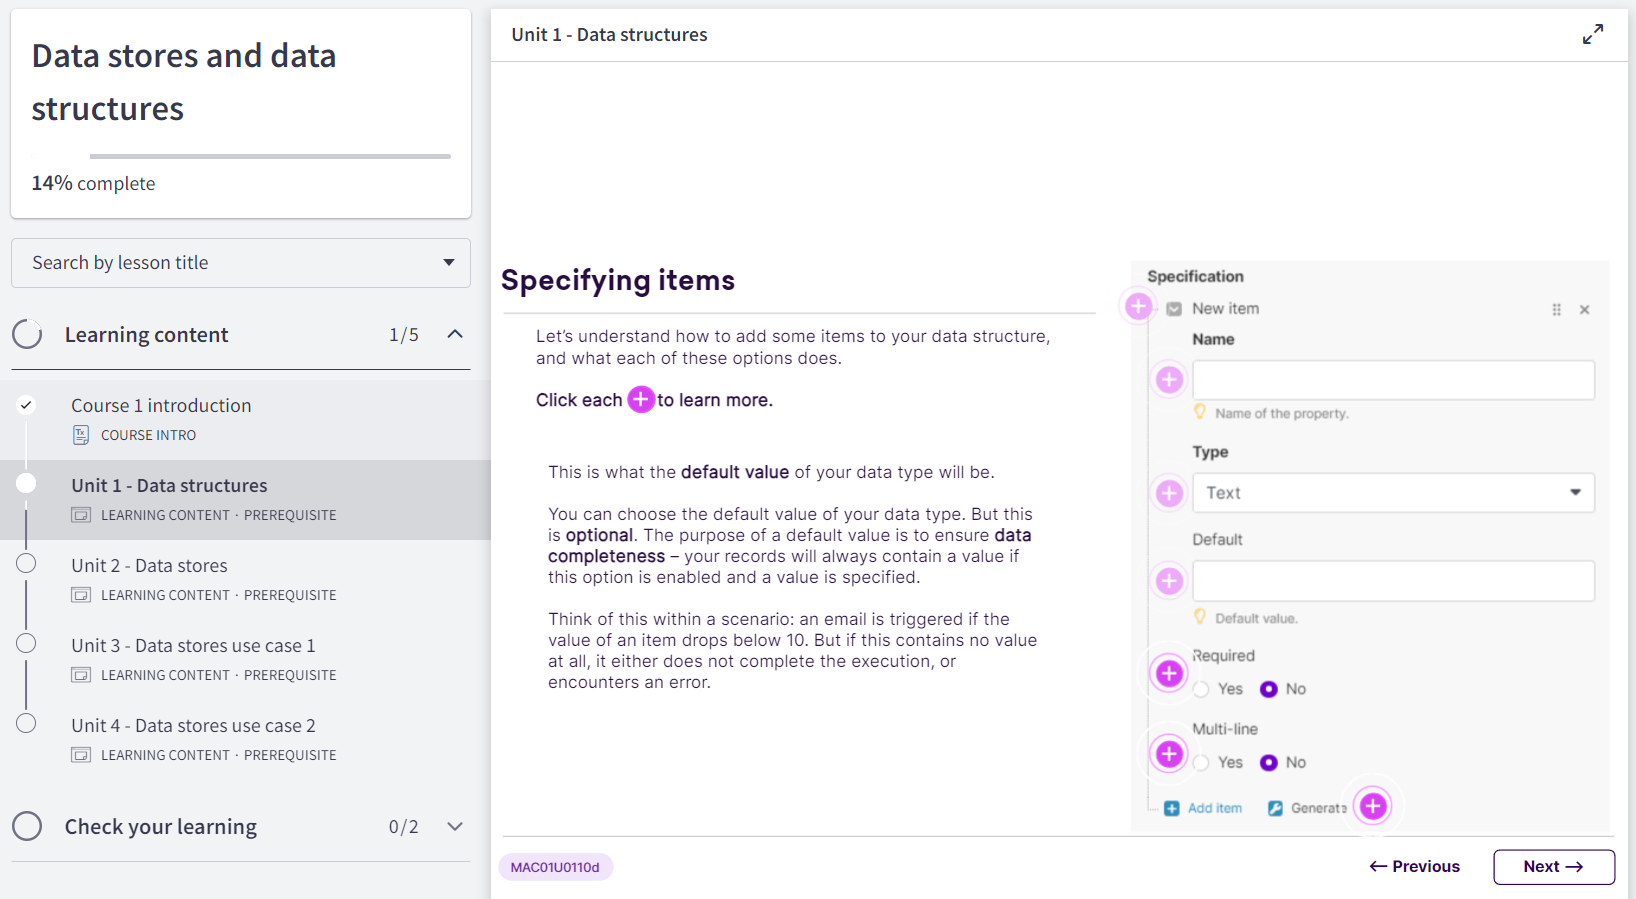 Data stores and data
structures
14% complete
Search by lesson title
Learning content 1/5
Course 1 introduction
COURSE INTRO
Unit 1 - Data structures
LEARNING CONTENT · PREREQUISITE
Unit 2 - Data stores
LEARNING CONTENT · PREREQUISITE
Unit 3 - Data stores use case 1
LEARNING CONTENT · PREREQUISITE
Unit 4 - Data stores use case 2
LEARNING CONTENT · PREREQUISITE
Check your learning 0/2
Unit 1 - Data structures
Specifying items
Let's understand how to add some items to your data structure,
and what each of these options does.
Click each + to learn more.
This is what the default value of your data type will be.
You can choose the default value of your data type. But this
is optional. The purpose of a default value is to ensure data
completeness – your records will always contain a value if
this option is enabled and a value is specified.
Think of this within a scenario: an email is triggered if the
value of an item drops below 10. But if this contains no value
at all, it either does not complete the execution, or
encounters an error.
Specification
New item
Name
Name of the property.
Type
Text
Default
Default value.
Required
Yes No
Multi-line
Yes No
Add item Generate
MAC01U0110d
← Previous
Next →